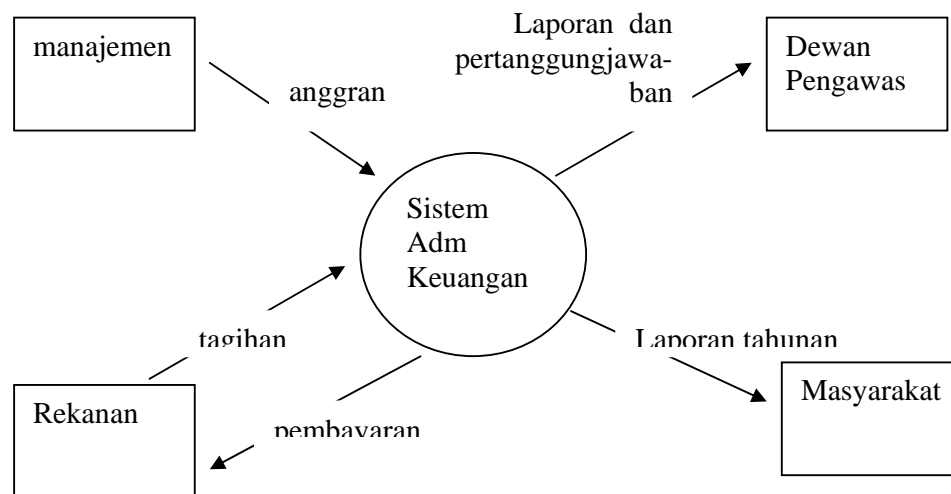 manajemen
anggran
Laporan dan
pertanggungjawa-
ban
Dewan
Pengawas
Sistem
Adm
Keuangan
tagihan
Laporan tahunan
Rekanan
pembayaran
Masyarakat